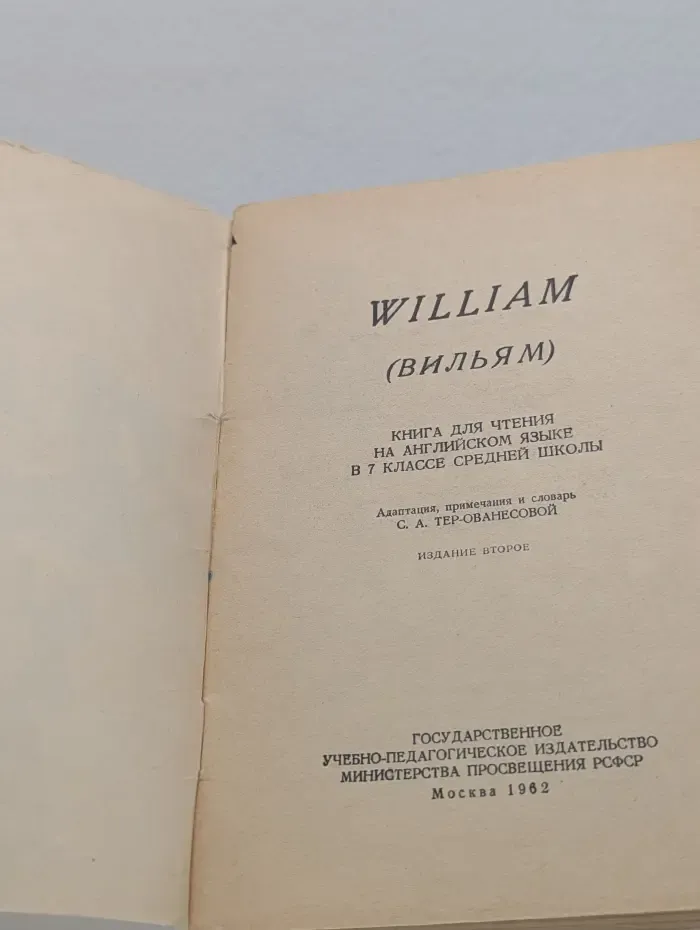 WILLIAM
(ВИЛЬЯМ)
КНИГА ДЛЯ ЧТЕНИЯ
НА АНГЛИЙСКОМ ЯЗЫКЕ
В 7 КЛАССЕ СРЕДНЕЙ ШКОЛЫ
Адаптация, примечания и словарь
С. А. ТЕР-ОВАНЕСОВОЙ
ИЗДАНИЕ ВТОРОЕ
ГОСУДАРСТВЕННОЕ
УЧЕБНО-ПЕДАГОГИЧЕСКОЕ ИЗДАТЕЛЬСТВО
МИНИСТЕРСТВА ПРОСВЕЩЕНИЯ РСФСР
Москва 1962